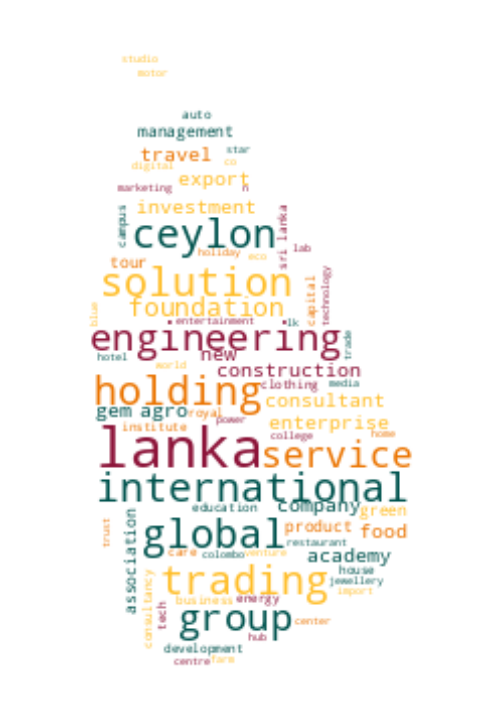 studio
motor
auto
management
travel star
digital co
export
marketing n
investment
campus
ceylon
sri lanka
lab
holiday eco
tour
solution
capital
technology
foundation
blue
entertainment lk
engineering
trade
hotel new
world construction
holding clothing media
consultant
gem agro royal
power enterprise
institute
college home
lanka service
international
education company green
global product food
trust
association
restaurant
care colombo venture academy
house
trading jewellery
consultancy
import
business energy
tech
group center
hub
development
centre farm